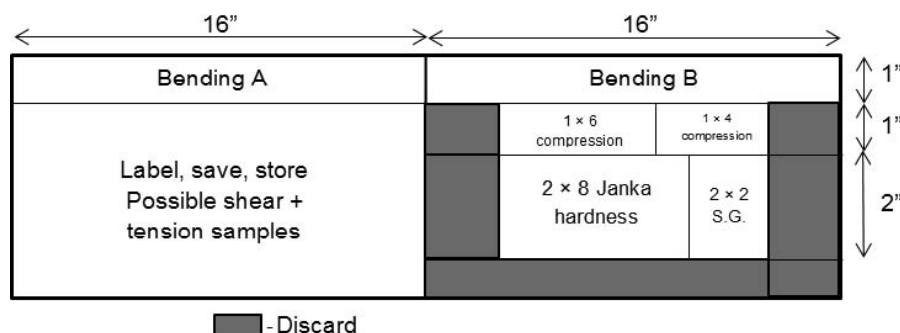 16”
16”
Bending A
Bending B
1”
1 × 6
compression
1 × 4
compression
1”
Label, save, store
Possible shear +
tension samples
2 × 8 Janka
hardness
2 × 2
S.G.
2”
- Discard